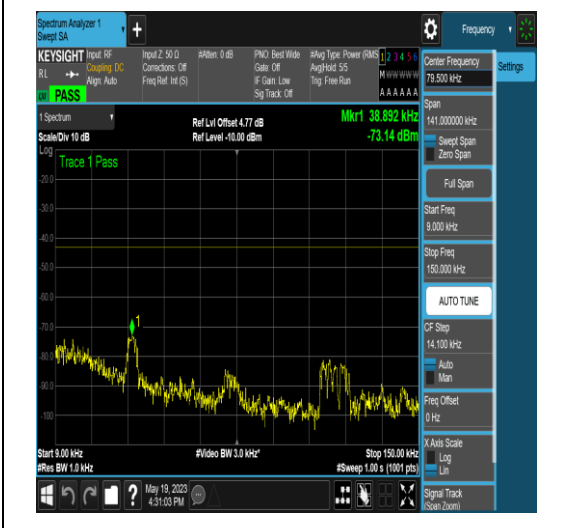 Spectrum Analyzer 1
Swept SA
+
Frequency
KEYSIGHT
RL
Input: RF
Coupling: DC
Align: Auto
Input Z: 50 Ω
Corrections: Off
Freq Ref: Int (S)
#Atten: 0 dB
PNO: Best Wide
Gate: Off
IF Gain: Low
Sig Track: Off
#Avg Type: Power (RMS
Avg|Hold: 5/5
Trig: Free Run
1 2 3 4 5 6
M W W W W W
A A A A A A
PASS
1 Spectrum
Scale/Div 10 dB
Ref Lvl Offset 4.77 dB
Ref Level -10.00 dBm
Mkr1 38.892 kHz
-73.14 dBm
Log
Trace 1 Pass
-20.0
-30.0
-40.0
-50.0
-60.0
-70.0
-80.0
-90.0
-100
1
Start 9.00 kHz
#Res BW 1.0 kHz
#Video BW 3.0 kHz*
Stop 150.00 kHz
#Sweep 1.00 s (1001 pts)
?
May 19, 2023
4:31:03 PM
Center Frequency
79.500 kHz
Span
141.000000 kHz
Swept Span
Zero Span
Full Span
Start Freq
9.000 kHz
Stop Freq
150.000 kHz
AUTO TUNE
CF Step
14.100 kHz
Auto
Man
Freq Offset
0 Hz
X Axis Scale
Log
Lin
Signal Track
(Span Zoom)
Settings